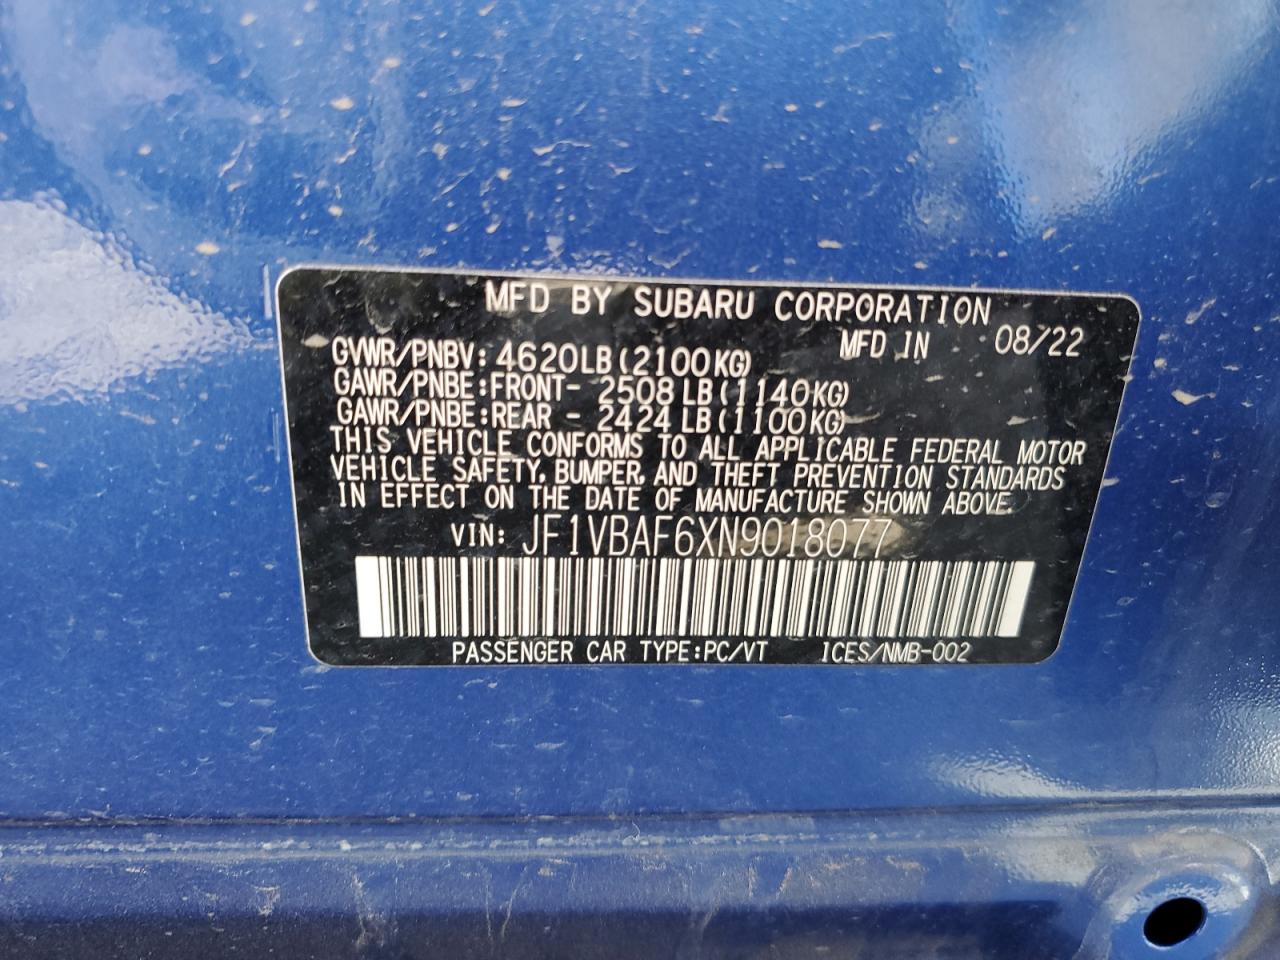 MFD BY SUBARU CORPORATION
MFD IN 08/22
GVWR/PNBV: 4620LB (2100KG)
GAWR/PNBE:FRONT- 2508 LB (1140KG)
GAWR/PNBE:REAR - 2424 LB (1100KG)
THIS VEHICLE CONFORMS TO ALL APPLICABLE FEDERAL MOTOR
VEHICLE SAFETY, BUMPER, AND THEFT PREVENTION STANDARDS
IN EFFECT ON THE DATE OF MANUFACTURE SHOWN ABOVE.
VIN: JF1VBAF6XN9018077
PASSENGER CAR TYPE:PC/VT ICES/NMB-002